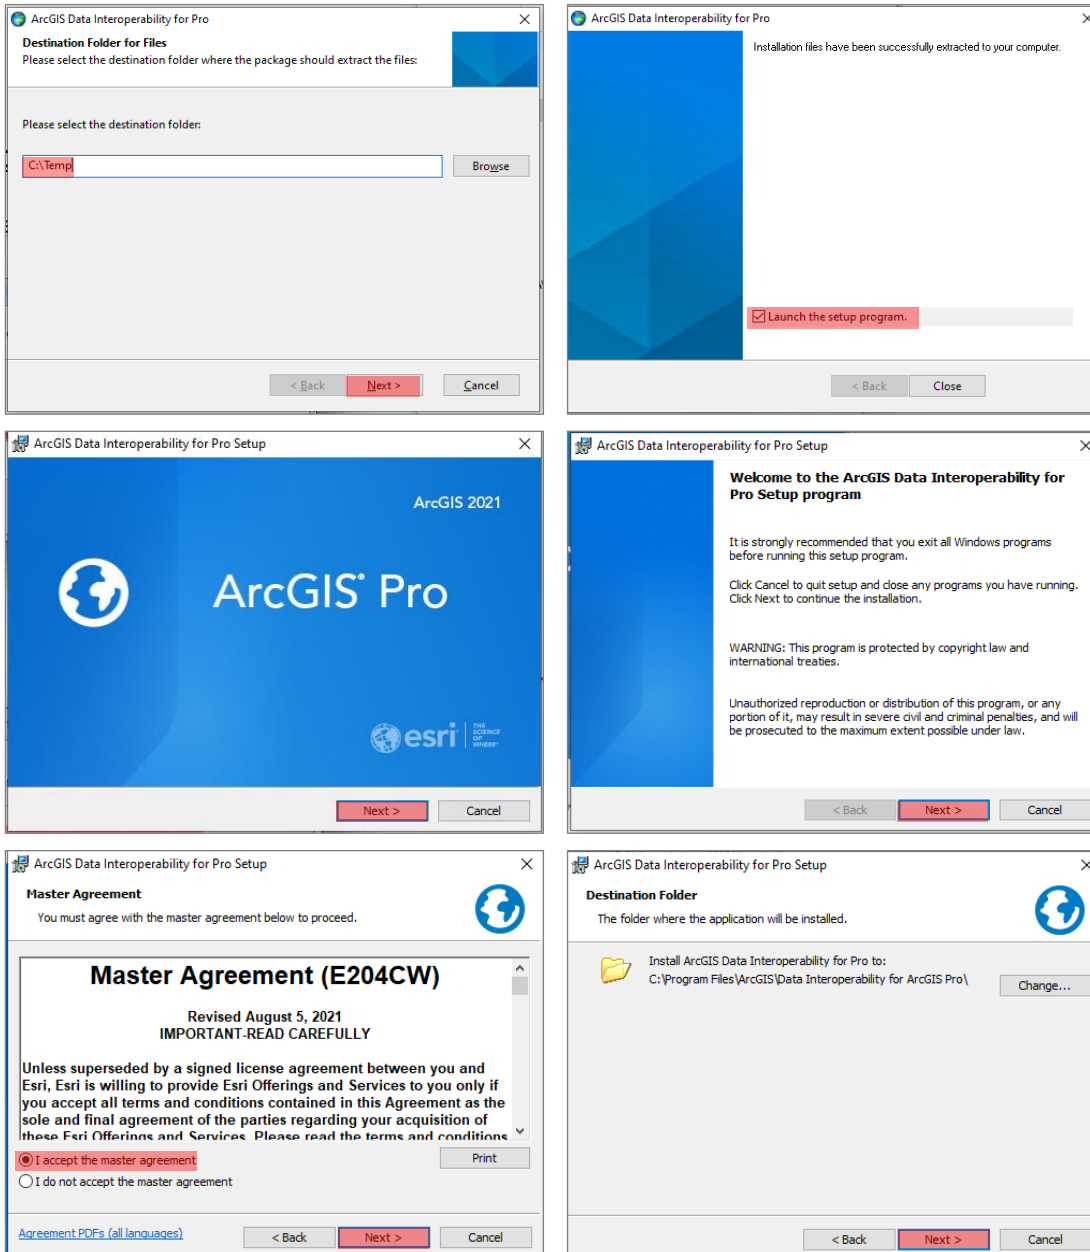 ArcGIS Data Interoperability for Pro
Destination Folder for Files
Please select the destination folder where the package should extract the files:
Please select the destination folder:
C:\Temp
Browse
< Back
Next >
Cancel
ArcGIS Data Interoperability for Pro
Installation files have been successfully extracted to your computer.
Launch the setup program.
< Back
Close
ArcGIS Data Interoperability for Pro Setup
ArcGIS 2021
ArcGIS® Pro
esri
THE
SCIENCE
OF
WHERE™
Next >
Cancel
ArcGIS Data Interoperability for Pro Setup
Welcome to the ArcGIS Data Interoperability for
Pro Setup program
It is strongly recommended that you exit all Windows programs
before running this setup program.
Click Cancel to quit setup and close any programs you have running.
Click Next to continue the installation.
WARNING: This program is protected by copyright law and
international treaties.
Unauthorized reproduction or distribution of this program, or any
portion of it, may result in severe civil and criminal penalties, and will
be prosecuted to the maximum extent possible under law.
< Back
Next >
Cancel
ArcGIS Data Interoperability for Pro Setup
Master Agreement
You must agree with the master agreement below to proceed.
Master Agreement (E204CW)
Revised August 5, 2021
IMPORTANT-READ CAREFULLY
Unless superseded by a signed license agreement between you and
Esri, Esri is willing to provide Esri Offerings and Services to you only if
you accept all terms and conditions contained in this Agreement as the
sole and final agreement of the parties regarding your acquisition of
these Esri Offerings and Services. Please read the terms and conditions
I accept the master agreement
Print
I do not accept the master agreement
Agreement PDFs (all languages)
< Back
Next >
Cancel
ArcGIS Data Interoperability for Pro Setup
Destination Folder
The folder where the application will be installed.
Install ArcGIS Data Interoperability for Pro to:
C:\Program Files\ArcGIS\Data Interoperability for ArcGIS Pro\
Change...
< Back
Next >
Cancel